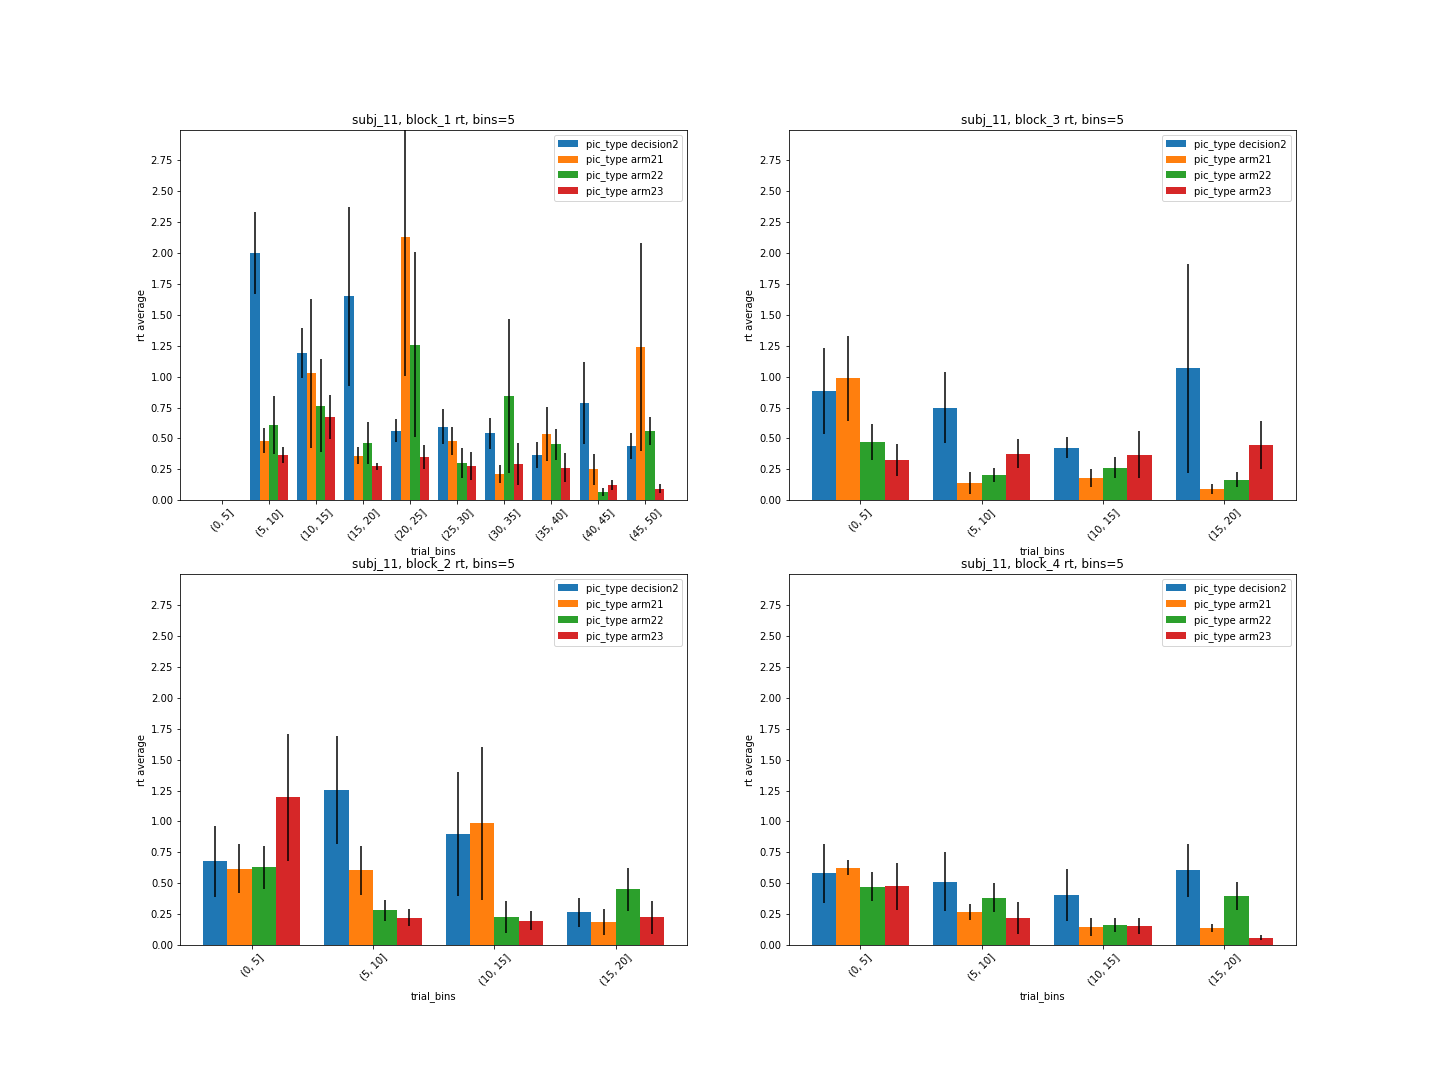 subj_11, block_1 rt, bins=5
pic_type decision2
pic_type arm21
pic_type arm22
pic_type arm23
2.75
2.50
2.25
2.00
1.75
1.50
1.25
1.00
0.75
0.50
0.25
0.00
rt average
(0, 5]
(5, 10]
(10, 15]
(15, 20]
(20, 25]
(25, 30]
(30, 35]
(35, 40]
(40, 45]
(45, 50]
trial_bins
subj_11, block_3 rt, bins=5
pic_type decision2
pic_type arm21
pic_type arm22
pic_type arm23
2.75
2.50
2.25
2.00
1.75
1.50
1.25
1.00
0.75
0.50
0.25
0.00
rt average
(0, 5]
(5, 10]
(10, 15]
(15, 20]
trial_bins
subj_11, block_2 rt, bins=5
pic_type decision2
pic_type arm21
pic_type arm22
pic_type arm23
2.75
2.50
2.25
2.00
1.75
1.50
1.25
1.00
0.75
0.50
0.25
0.00
rt average
(0, 5]
(5, 10]
(10, 15]
(15, 20]
trial_bins
subj_11, block_4 rt, bins=5
pic_type decision2
pic_type arm21
pic_type arm22
pic_type arm23
2.75
2.50
2.25
2.00
1.75
1.50
1.25
1.00
0.75
0.50
0.25
0.00
rt average
(0, 5]
(5, 10]
(10, 15]
(15, 20]
trial_bins